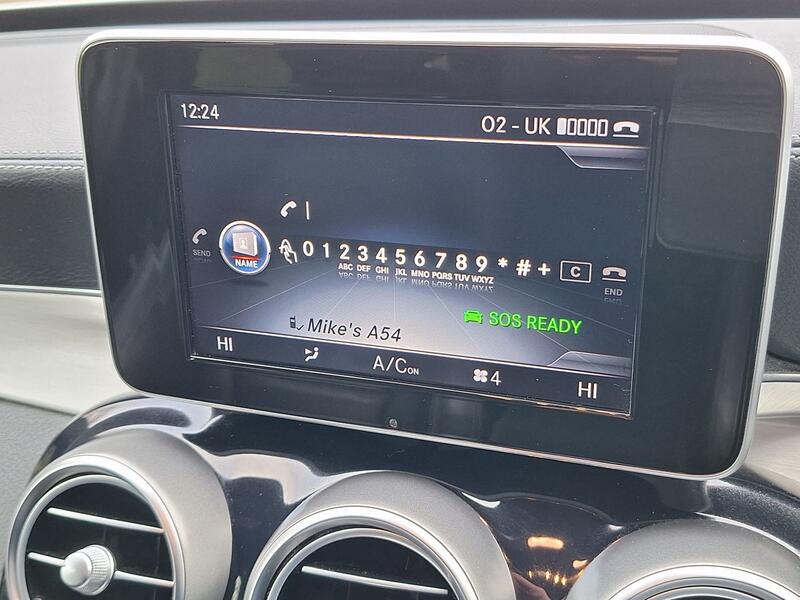 12:24
O2 - UK
SEND
NAME
0 1 2 3 4 5 6 7 8 9 * # +
ABC DEF GHI JKL MNO PQRS TUV WXYZ
C
END
Mike's A54
SOS READY
HI
A/C ON
4
HI